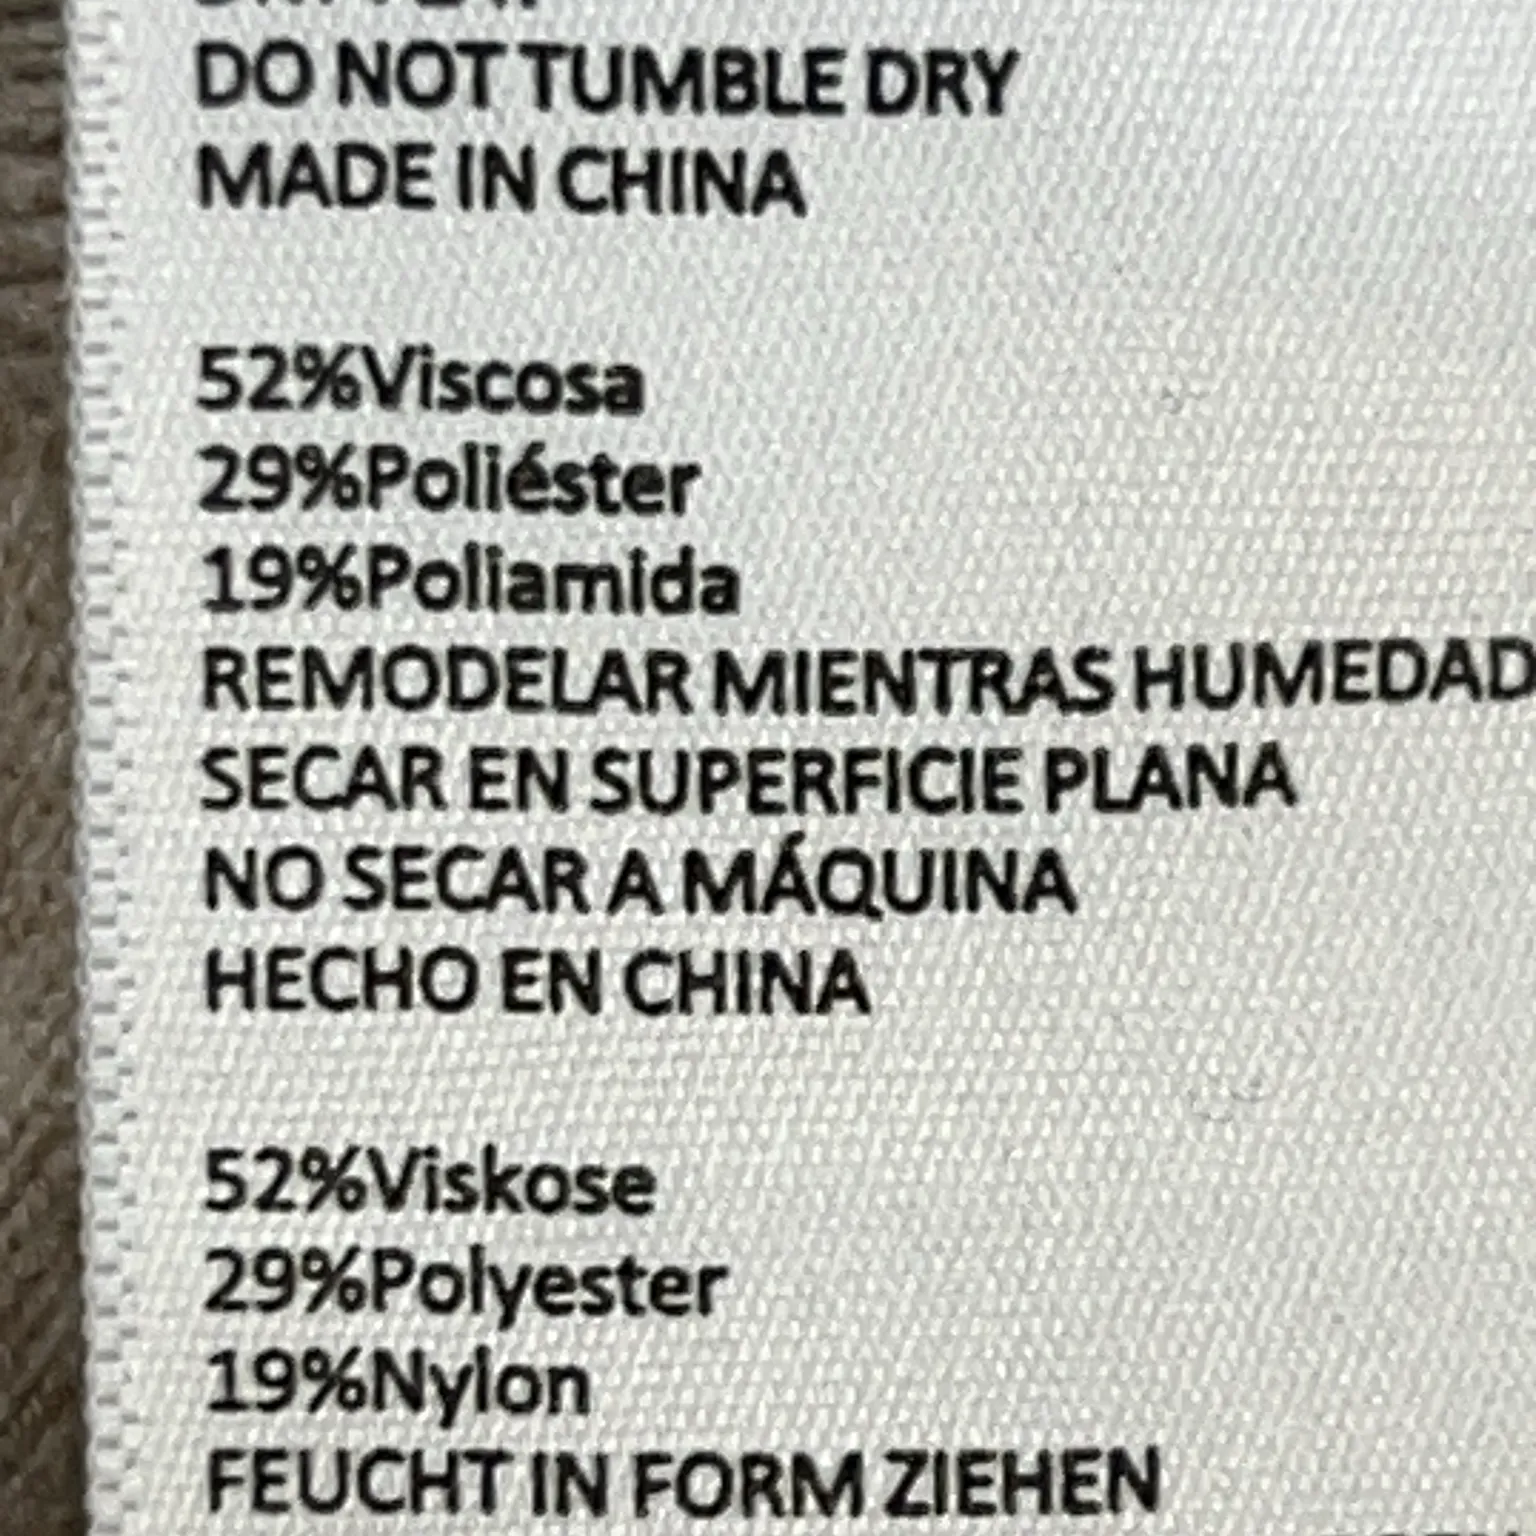 DO NOT TUMBLE DRY
MADE IN CHINA
52%Viscosa
29%Poliéster
19%Poliamida
REMODELAR MIENTRAS HUMEDAD
SECAR EN SUPERFICIE PLANA
NO SECAR A MÁQUINA
HECHO EN CHINA
52%Viskose
29%Polyester
19%Nylon
FEUCHT IN FORM ZIEHEN